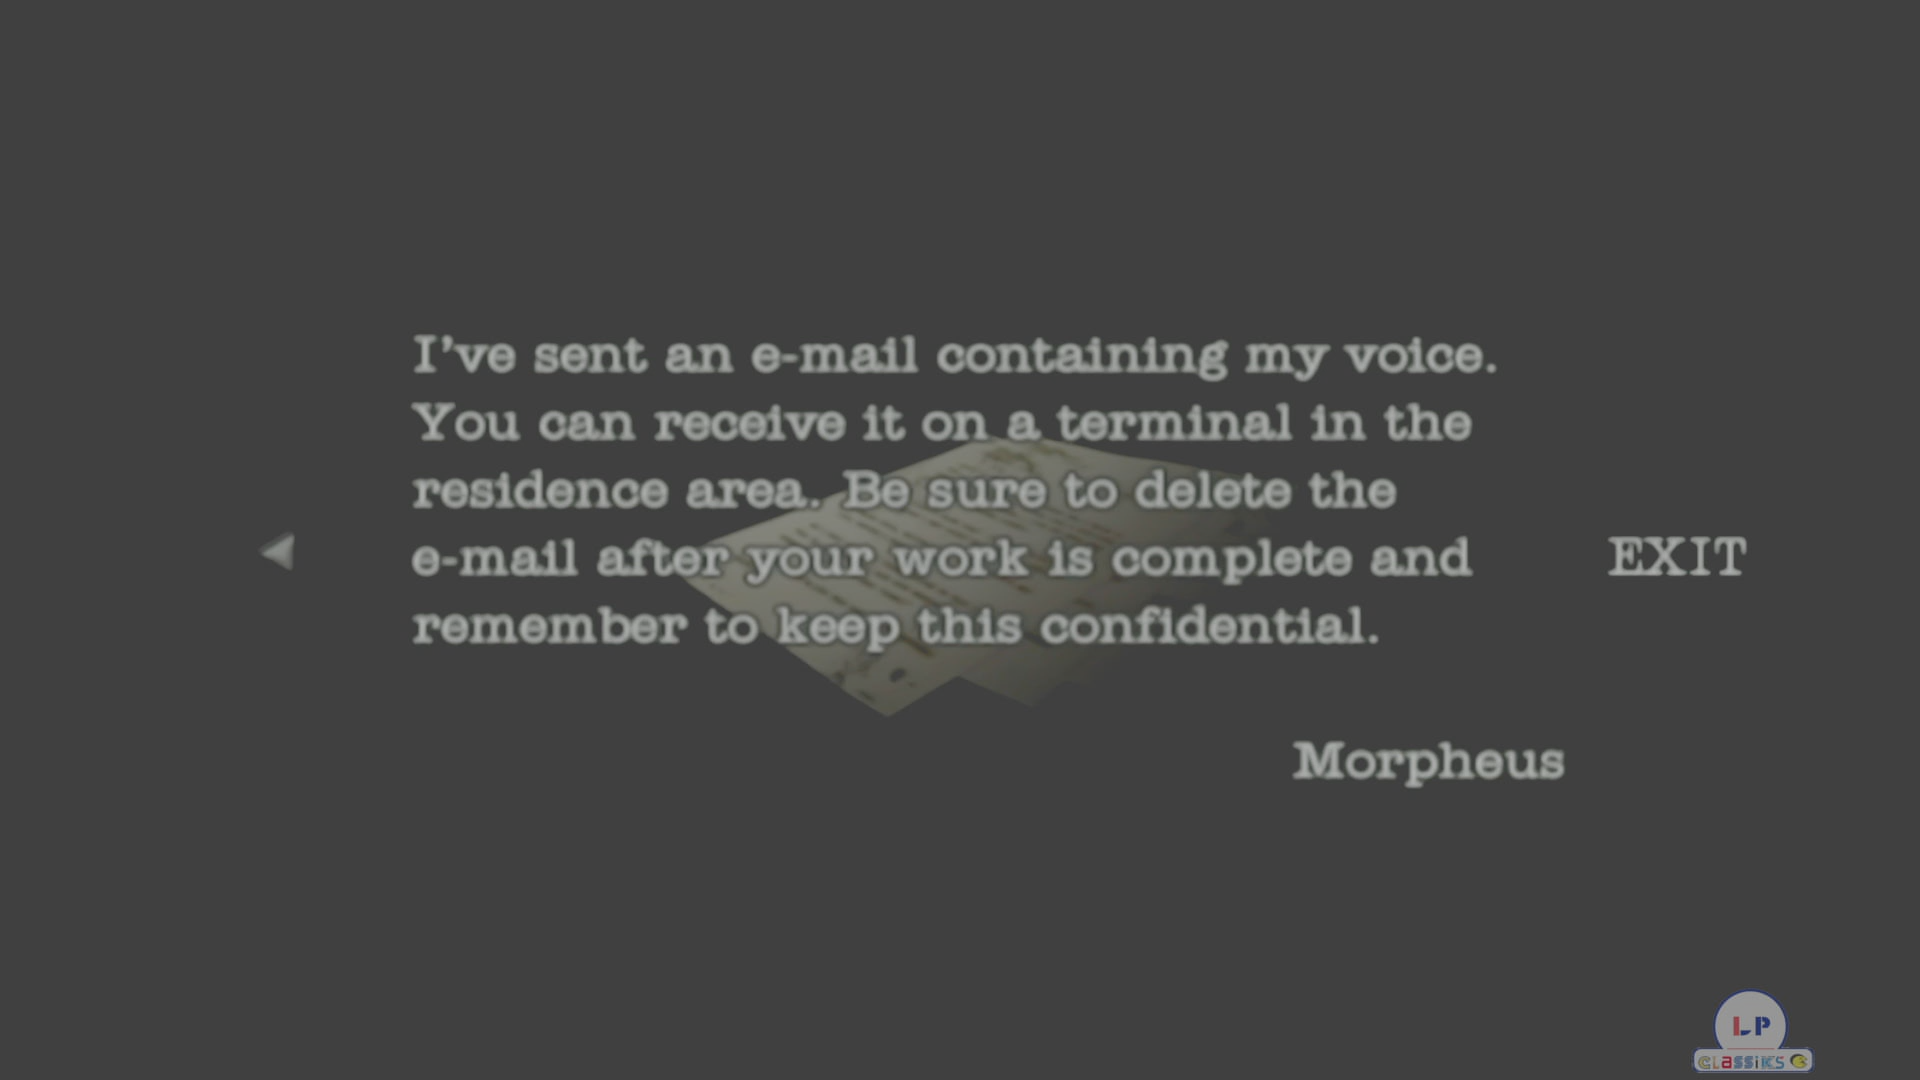 I've sent an e-mail containing my voice.
You can receive it on a terminal in the
residence area. Be sure to delete the
e-mail after your work is complete and
remember to keep this confidential.
EXIT
Morpheus
LP
CLASSIKS